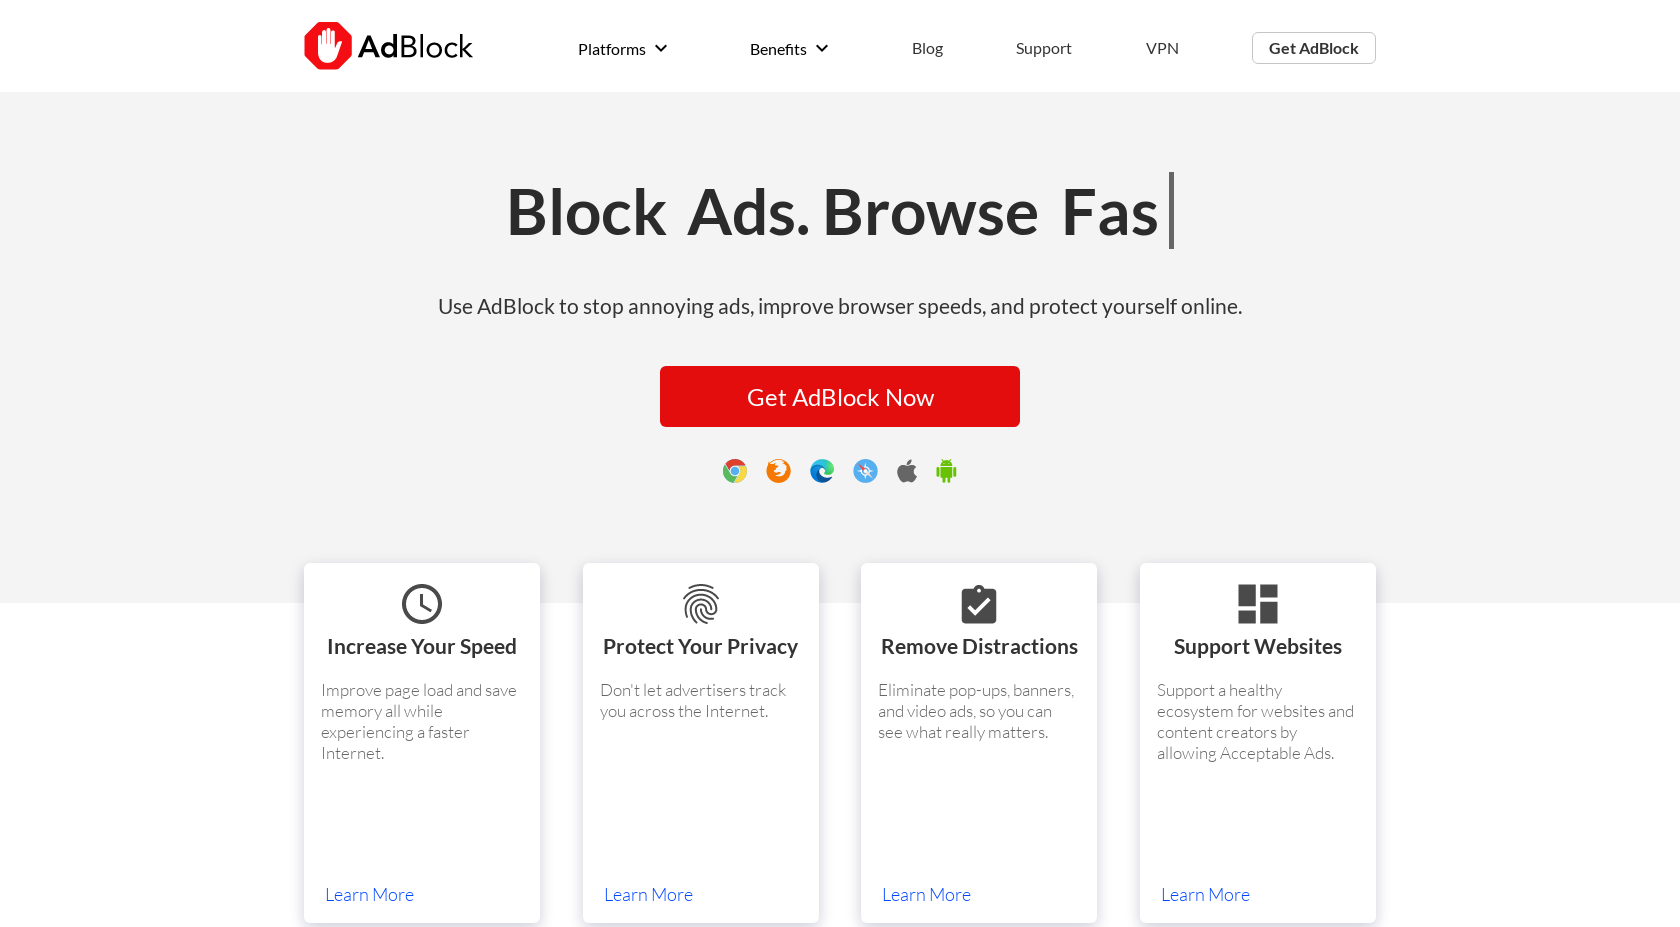 AdBlock
Platforms
Benefits
Blog
Support
VPN
Get AdBlock
Block Ads. Browse Fas
Use AdBlock to stop annoying ads, improve browser speeds, and protect yourself online.
Get AdBlock Now
Increase Your Speed
Improve page load and save
memory all while
experiencing a faster
Internet.
Learn More
Protect Your Privacy
Don't let advertisers track
you across the Internet.
Learn More
Remove Distractions
Eliminate pop-ups, banners,
and video ads, so you can
see what really matters.
Learn More
Support Websites
Support a healthy
ecosystem for websites and
content creators by
allowing Acceptable Ads.
Learn More